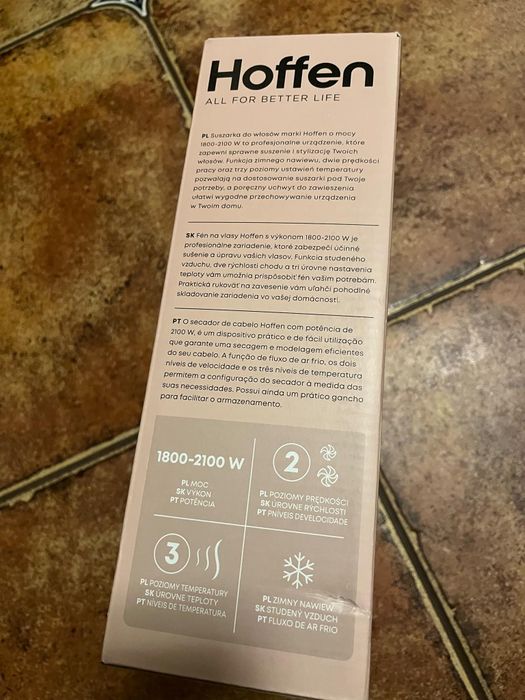 Hoffen
ALL FOR BETTER LIFE
PL Suszarka do włosów marki Hoffen o mocy
1800-2100 W to profesjonalne urządzenie, które
zapewni sprawne suszenie i stylizację Twoich
włosów. Funkcja zimnego nawiewu, dwie prędkości
pracy oraz trzy poziomy ustawień temperatury
pozwalają na dostosowanie suszarki pod Twoje
potrzeby, a poręczny uchwyt do zawieszenia
ułatwi wygodne przechowywanie urządzenia
w Twoim domu.
SK Fén na vlasy Hoffen s výkonom 1800-2100 W je
profesionálne zariadenie, ktoré zabezpečí účinné
sušenie a úpravu vašich vlasov. Funkcia studeného
vzduchu, dve rýchlosti chodu a tri úrovne nastavenia
teploty vám umožnia prispôsobiť fén vašim potrebám.
Praktická rukoväť na zavesenie vám uľahčí pohodlné
skladovanie zariadenia vo vašej domácnosti.
PT O secador de cabelo Hoffen com potência de
2100 W, é um dispositivo prático e de fácil utilização
que garante uma secagem e modelagem eficientes
do seu cabelo. A função de fluxo de ar frio, os dois
níveis de velocidade e os três níveis de temperatura
permitem a configuração do secador à medida das
suas necessidades. Possui ainda um prático gancho
para facilitar o armazenamento.
1800-2100 W
PL MOC
SK VÝKON
PT POTÊNCIA
2
PL POZIOMY PRĘDKOŚCI
SK ÚROVNE RÝCHLOSTI
PT PNÍVEIS DEVELOCIDADE
3
PL POZIOMY TEMPERATURY
SK ÚROVNE TEPLOTY
PT NÍVEIS DE TEMPERATURA
PL ZIMNY NAWIEW
SK STUDENÝ VZDUCH
PT FLUXO DE AR FRIO